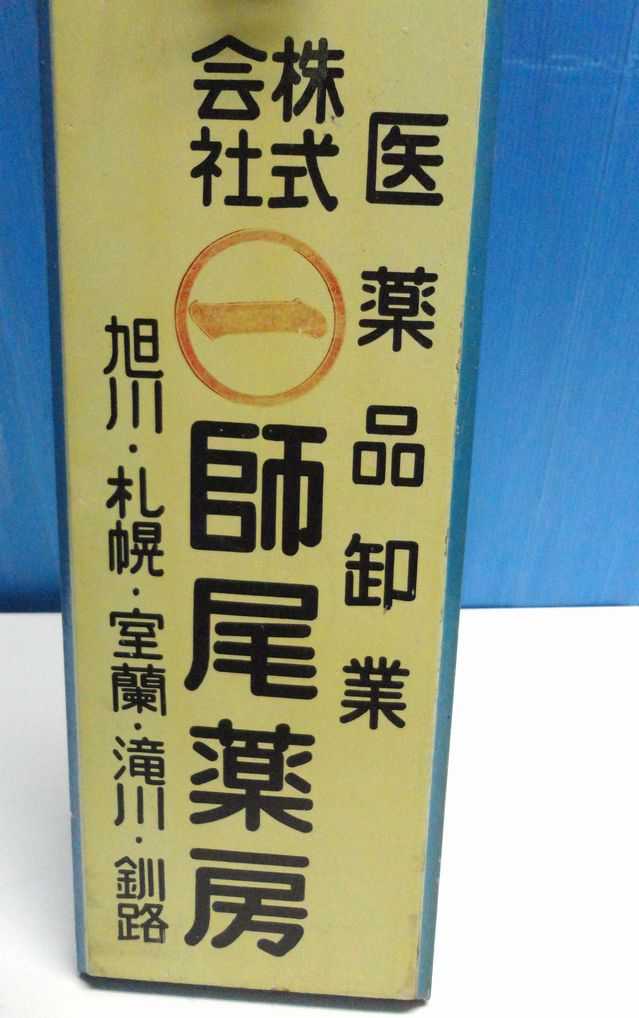 医薬品卸業
株式会社
一
師尾薬房
旭川・札幌・室蘭・滝川・釧路